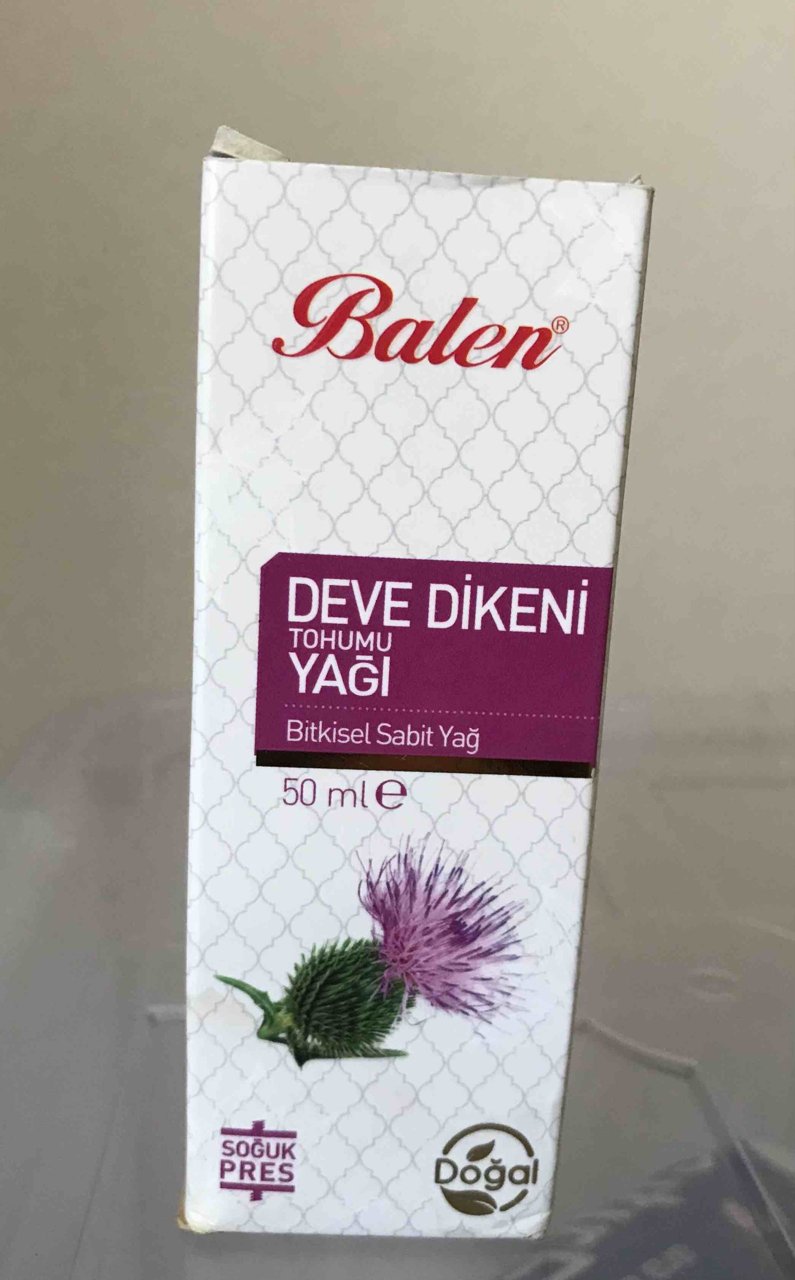 Balen®
DEVE DİKENİ
TOHUMU
YAĞI
Bitkisel Sabit Yağ
50 ml ℮
SOĞUK
PRES
Doğal